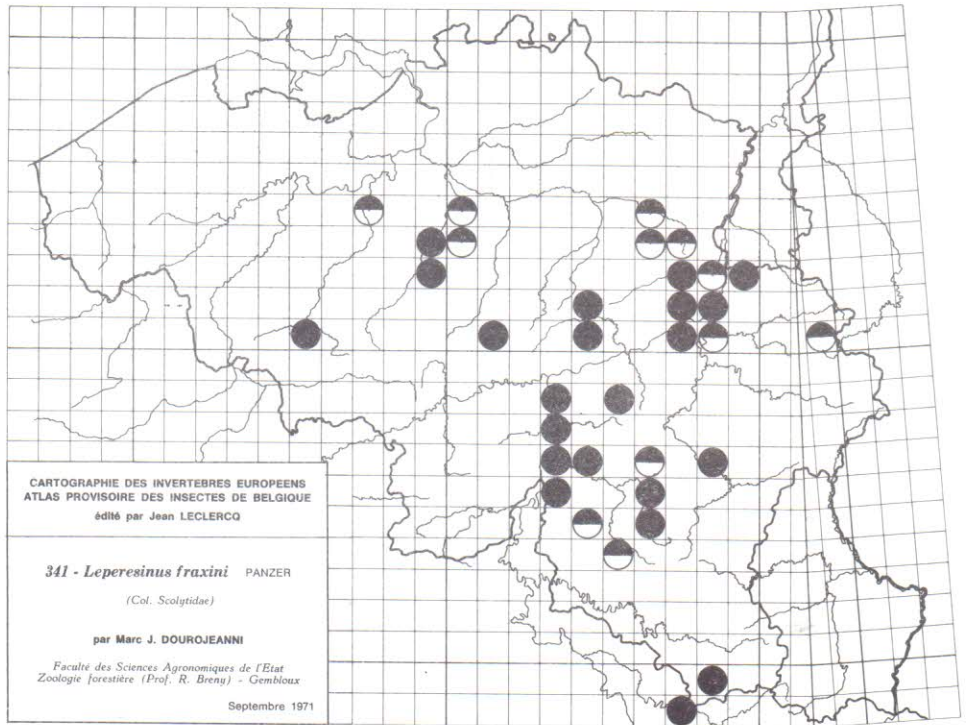 CARTOGRAPHIE DES INVERTEBRES EUROPEENS
ATLAS PROVISOIRE DES INSECTES DE BELGIQUE
édité par Jean LECLERCQ
341 - Leperesinus fraxini PANZER
(Col. Scolytidae)
par Marc J. DOUROJEANNI
Faculté des Sciences Agronomiques de l'Etat
Zoologie forestière (Prof. R. Breny) - Gembloux
Septembre 1971